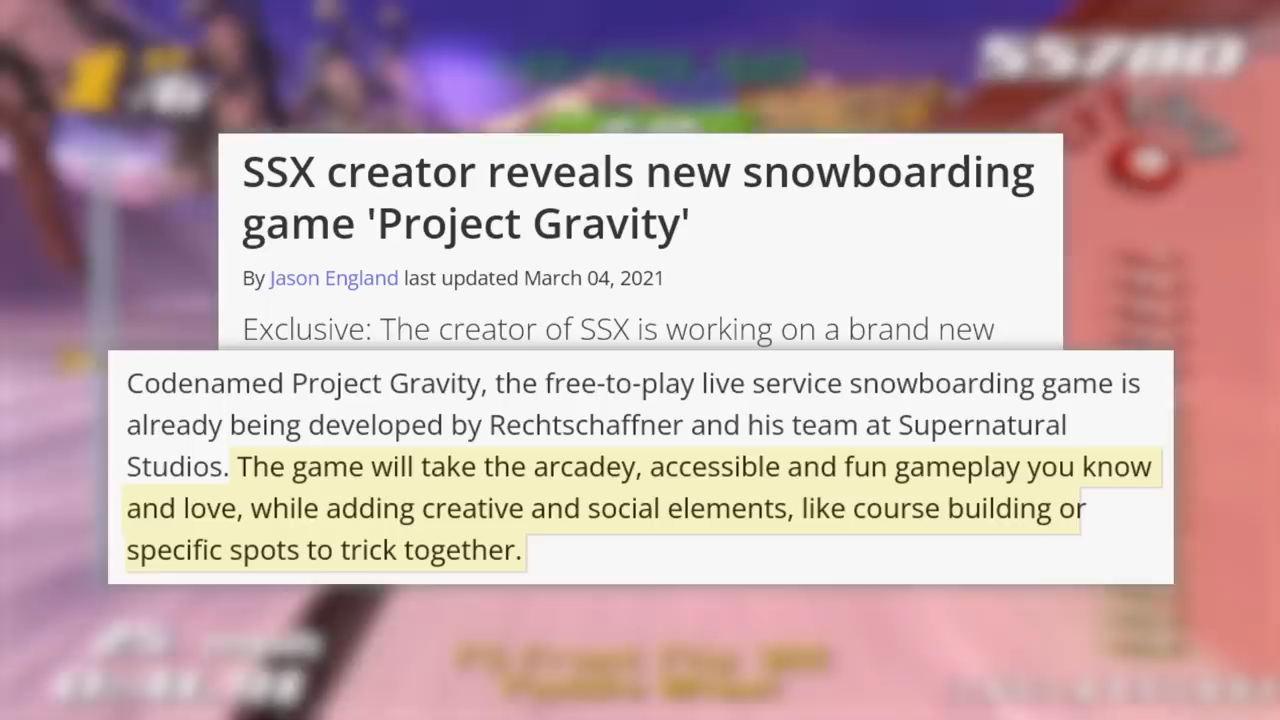 SSX creator reveals new snowboarding
game 'Project Gravity'
By Jason England last updated March 04, 2021
Exclusive: The creator of SSX is working on a brand new
Codenamed Project Gravity, the free-to-play live service snowboarding game is
already being developed by Rechtschaffner and his team at Supernatural
Studios. The game will take the arcadey, accessible and fun gameplay you know
and love, while adding creative and social elements, like course building or
specific spots to trick together.